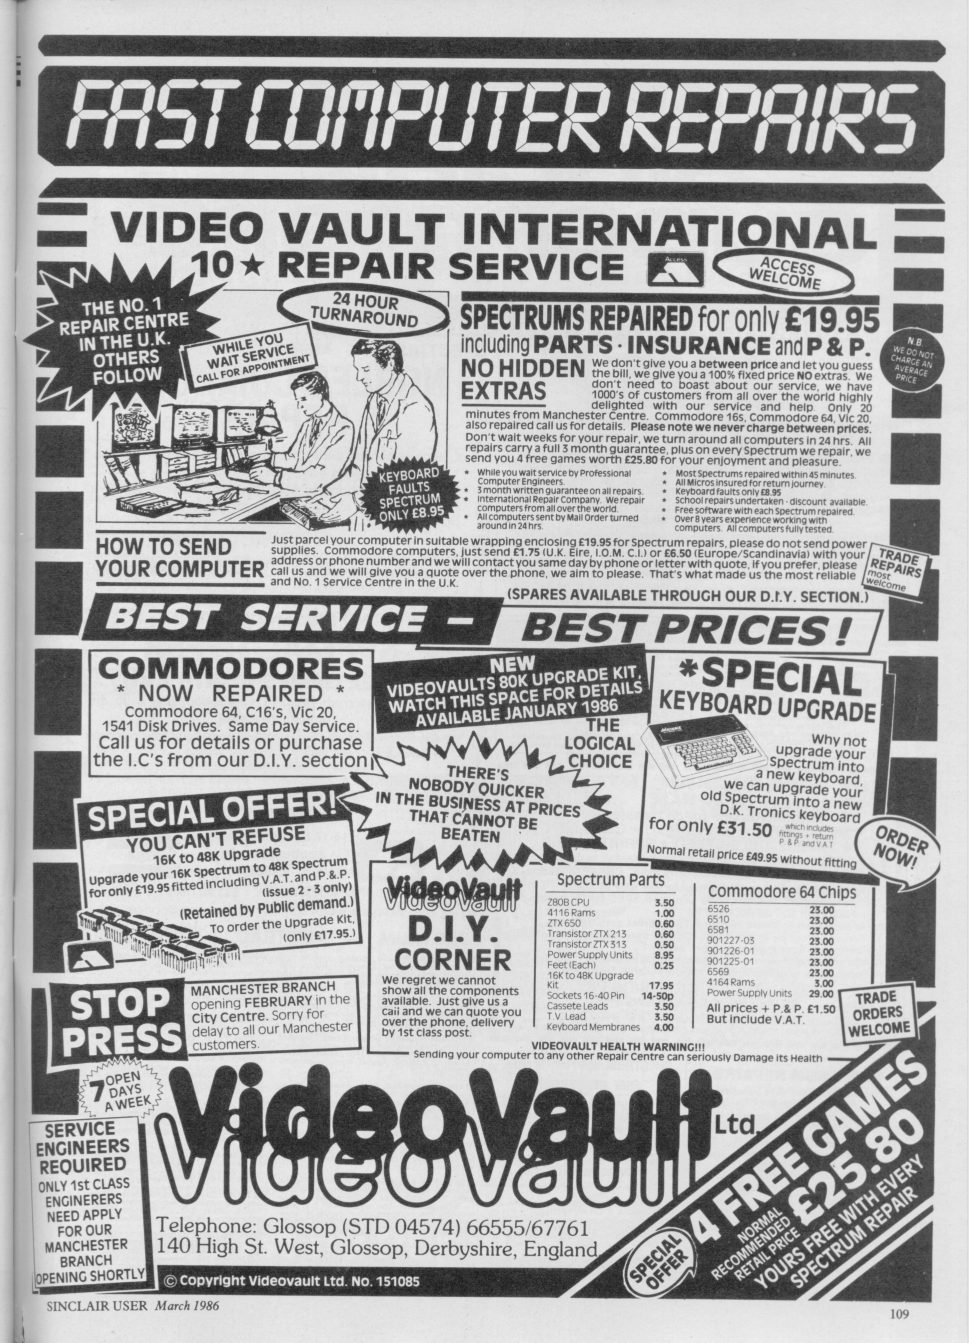 FAST COMPUTER REPAIRS
VIDEO VAULT INTERNATIONAL
10★ REPAIR SERVICE
Access
ACCESS
WELCOME
THE NO. 1
REPAIR CENTRE
IN THE U.K.
OTHERS
FOLLOW
24 HOUR
TURNAROUND
WHILE YOU
WAIT SERVICE
CALL FOR APPOINTMENT
KEYBOARD
FAULTS
SPECTRUM
ONLY £8.95
SPECTRUMS REPAIRED for only £19.95
including PARTS · INSURANCE and P & P.
N.B.
WE DO NOT
CHARGE AN
AVERAGE
PRICE
NO HIDDEN
EXTRAS
We don't give you a between price and let you guess
the bill, we give you a 100% fixed price NO extras. We
don't need to boast about our service, we have
1000's of customers from all over the world highly
delighted with our service and help. Only 20
minutes from Manchester Centre. Commodore 16s, Commodore 64, Vic 20,
also repaired call us for details. Please note we never charge between prices.
Don't wait weeks for your repair, we turn around all computers in 24 hrs. All
repairs carry a full 3 month guarantee, plus on every Spectrum we repair, we
send you 4 free games worth £25.80 for your enjoyment and pleasure.
* While you wait service by Professional
Computer Engineers.
* 3 month written guarantee on all repairs.
* International Repair Company. We repair
computers from all over the world.
* All computers sent by Mail Order turned
around in 24 hrs.
* Most Spectrums repaired within 45 minutes.
* All Micros insured for return journey.
* Keyboard faults only £8.95
* School repairs undertaken - discount available.
* Free software with each Spectrum repaired.
* Over 8 years experience working with
computers. All computers fully tested.
HOW TO SEND
YOUR COMPUTER
Just parcel your computer in suitable wrapping enclosing £19.95 for Spectrum repairs, please do not send power
supplies. Commodore computers, just send £1.75 (U.K. Eire, I.O.M. C.I.) or £6.50 (Europe/Scandinavia) with your
address or phone number and we will contact you same day by phone or letter with quote, if you prefer, please
call us and we will give you a quote over the phone, we aim to please. That's what made us the most reliable
and No. 1 Service Centre in the U.K.
TRADE
REPAIRS
most
welcome
(SPARES AVAILABLE THROUGH OUR D.I.Y. SECTION.)
BEST SERVICE –
BEST PRICES!
COMMODORES
* NOW REPAIRED *
Commodore 64, C16's, Vic 20,
1541 Disk Drives. Same Day Service.
Call us for details or purchase
the I.C's from our D.I.Y. section
NEW
VIDEOVAULTS 80K UPGRADE KIT,
WATCH THIS SPACE FOR DETAILS
AVAILABLE JANUARY 1986
THE
LOGICAL
CHOICE
THERE'S
NOBODY QUICKER
IN THE BUSINESS AT PRICES
THAT CANNOT BE
BEATEN
*SPECIAL
KEYBOARD UPGRADE
Why not
upgrade your
Spectrum into
a new keyboard,
we can upgrade your
old Spectrum into a new
D.K. Tronics keyboard
for only £31.50
which includes
fittings + return
P & P. and V.A.T
Normal retail price £49.95 without fitting
ORDER
NOW!
SPECIAL OFFER!
YOU CAN'T REFUSE
16K to 48K Upgrade
Upgrade your 16K Spectrum to 48K Spectrum
for only £19.95 fitted including V.A.T. and P.&.P.
(issue 2 - 3 only)
(Retained by Public demand.)
To order the Upgrade Kit,
(only £17.95.)
VideoVault
D.I.Y.
CORNER
We regret we cannot
show all the components
available. Just give us a
call and we can quote you
over the phone, delivery
by 1st class post.
Spectrum Parts
Z80B CPU 3.50
4116 Rams 1.00
ZTX 650 0.60
Transistor ZTX 213 0.60
Transistor ZTX 313 0.50
Power Supply Units 8.95
Feet (Each) 0.25
16K to 48K Upgrade
Kit 17.95
Sockets 16-40 Pin 14-50p
Cassete Leads 3.50
T.V. Lead 3.50
Keyboard Membranes 4.00
Commodore 64 Chips
6526 23.00
6510 23.00
6581 23.00
901227-03 23.00
901226-01 23.00
901225-01 23.00
6569 23.00
4164 Rams 3.00
Power Supply Units 29.00
All prices + P.& P. £1.50
But include V.A.T.
TRADE
ORDERS
WELCOME
STOP
PRESS
MANCHESTER BRANCH
opening FEBRUARY in the
City Centre. Sorry for
delay to all our Manchester
customers.
VIDEOVAULT HEALTH WARNING!!!
Sending your computer to any other Repair Centre can seriously Damage its Health
7 OPEN
DAYS
A WEEK
SERVICE
ENGINEERS
REQUIRED
ONLY 1st CLASS
ENGINERERS
NEED APPLY
FOR OUR
MANCHESTER
BRANCH
OPENING SHORTLY
VideoVault Ltd.
Telephone: Glossop (STD 04574) 66555/67761
140 High St. West, Glossop, Derbyshire, England
© Copyright Videovault Ltd. No. 151085
SPECIAL
OFFER
4 FREE GAMES
NORMAL
RECOMMENDED
RETAIL PRICE
£25.80
YOURS FREE WITH EVERY
SPECTRUM REPAIR
SINCLAIR USER March 1986
109